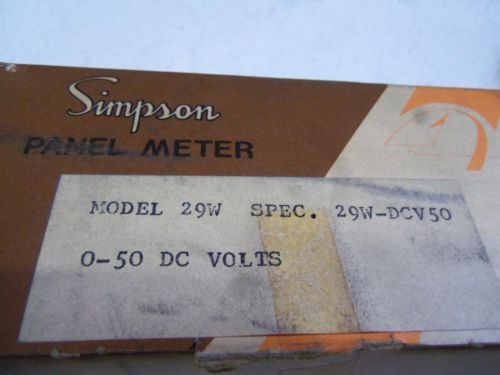 Simpson
PANEL METER
MODEL 29W SPEC. 29W-DCV50
0-50 DC VOLTS